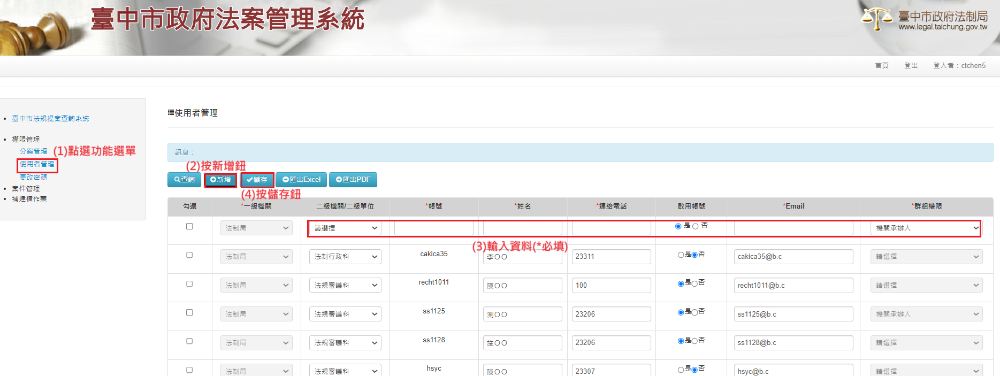 臺中市政府法案管理系統
臺中市政府法制局
www.legal.taichung.gov.tw
首頁 登出 登入者：ctchen5
臺中市法規提案查詢系統
權限管理
分案管理
(1)點選功能選單
使用者管理
更改密碼
案件管理
補建檔作業
使用者管理
訊息：
(2)按新增鈕
查詢 新增 儲存 匯出Excel 匯出PDF
(4)按儲存鈕
勾選 *一級機關 二級機關/二級單位 *帳號 *姓名 *連絡電話 啟用帳號 *Email *群組權限
法制局 請選擇 是 否 機關承辦人
(3)輸入資料(*必填)
法制局 法制行政科 cakica35 李〇〇 23311 是 否 cakica35@b.c 請選擇
法制局 法規審議科 recht1011 陳〇〇 100 是 否 recht1011@b.c 請選擇
法制局 法規審議科 ss1125 測〇〇 23206 是 否 ss1125@b.c 機關承辦人
法制局 法規審議科 ss1128 施〇〇 23206 是 否 ss1128@b.c 請選擇
法制局 法規審議科 hsyc 陳〇〇 23307 是 否 hsyc@b.c 請選擇